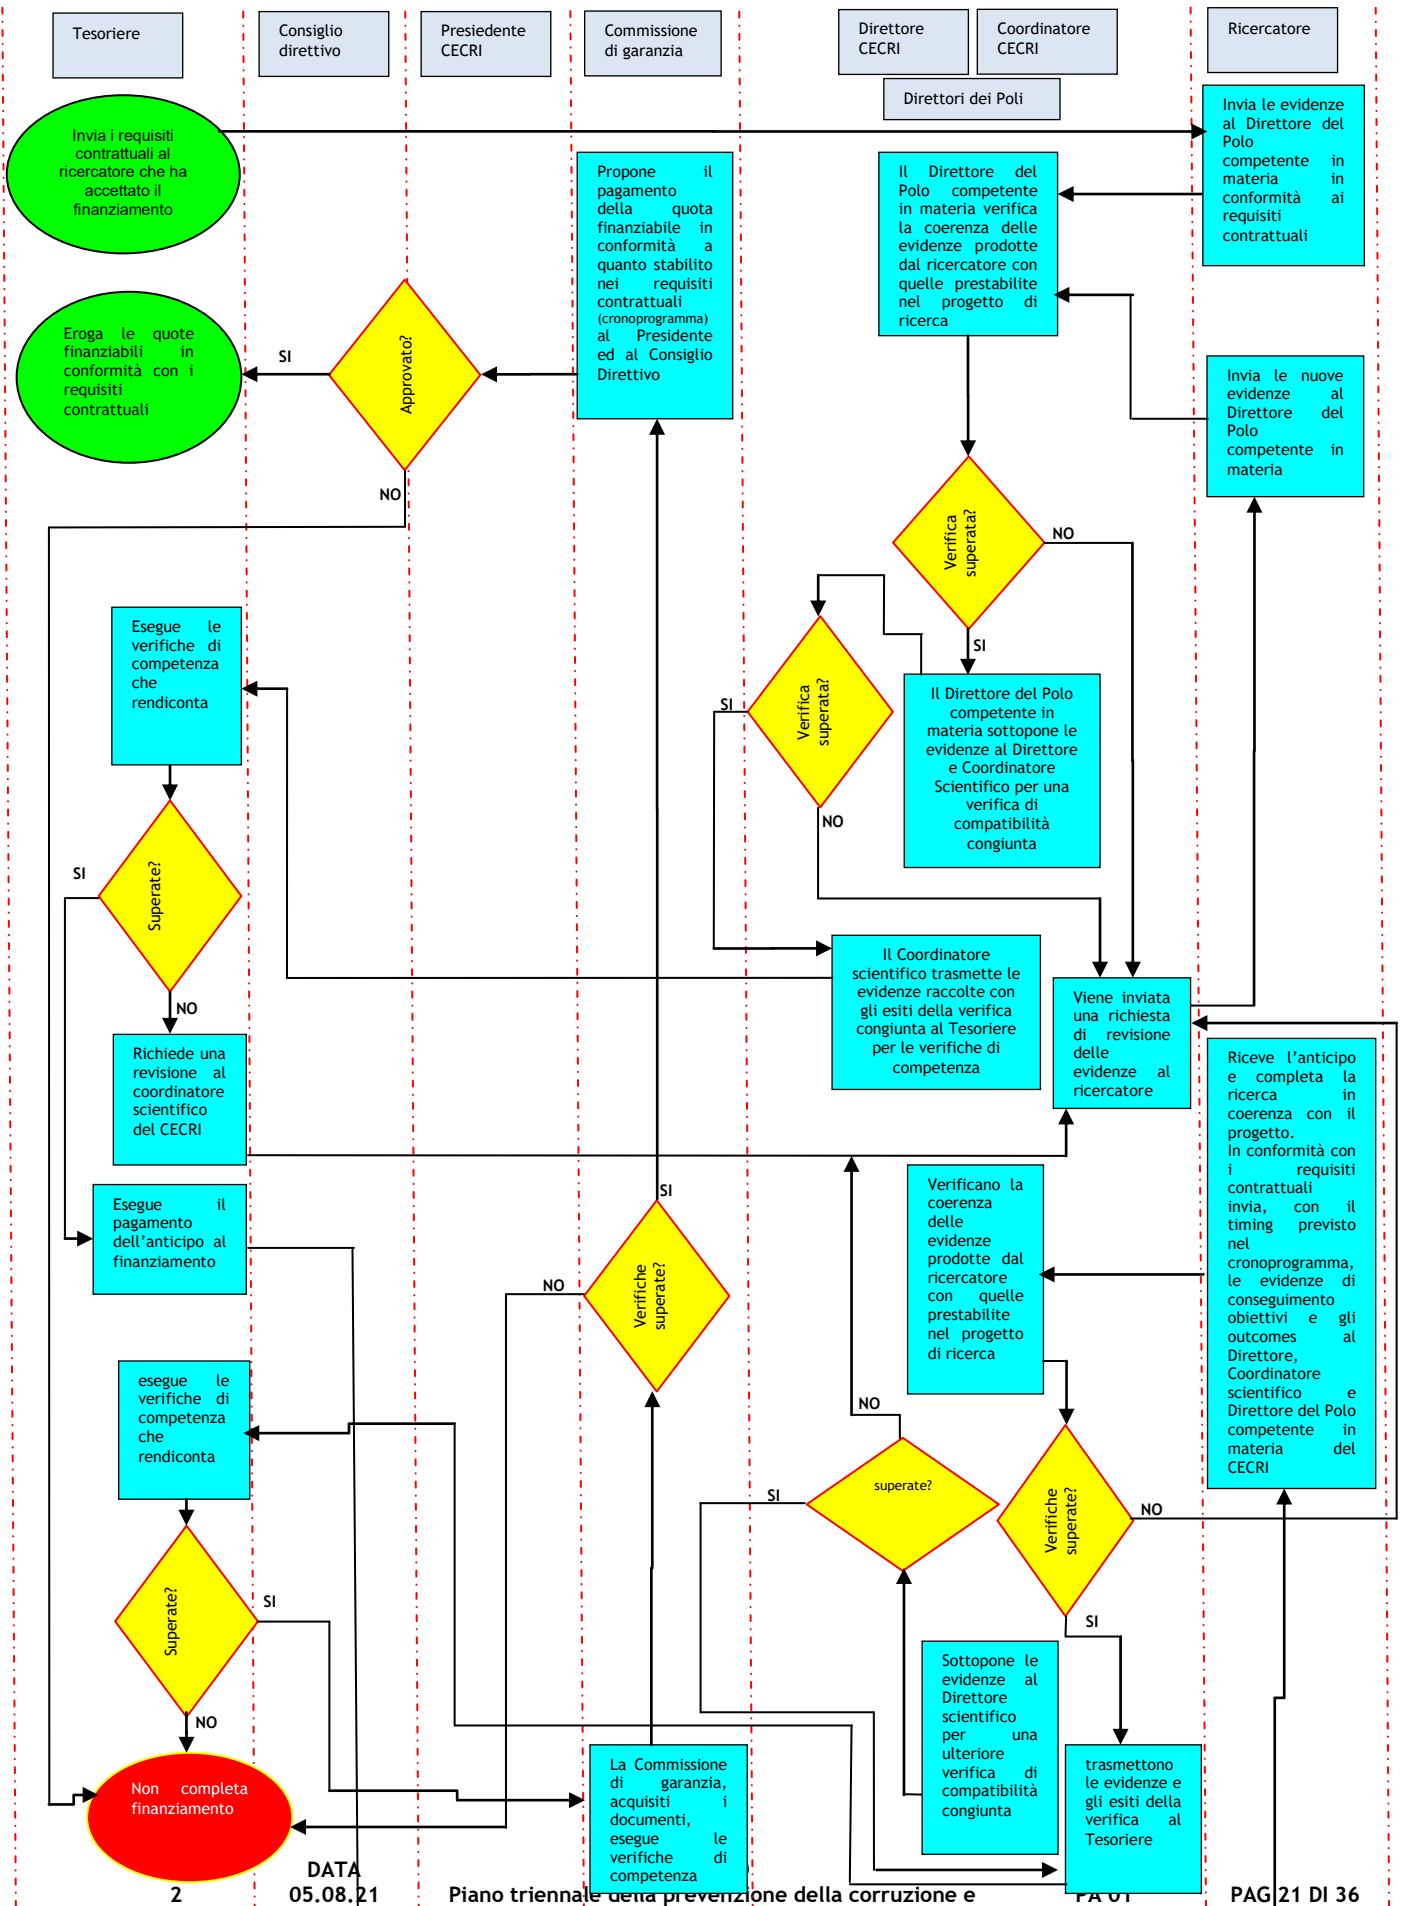 Tesoriere
Consiglio
direttivo
Presiedente
CECRI
Commissione
di garanzia
Direttore
CECRI
Coordinatore
CECRI
Ricercatore
Direttori dei Poli
Invia i requisiti
contrattuali al
ricercatore che ha
accettato il
finanziamento
Invia le evidenze
al Direttore del
Polo
competente in
materia in
conformità ai
requisiti
contrattuali
Propone il
pagamento
della quota
finanziabile in
conformità a
quanto stabilito
nei requisiti
contrattuali
(cronoprogramma)
al Presidente
ed al Consiglio
Direttivo
Il Direttore del
Polo competente
in materia verifica
la coerenza delle
evidenze prodotte
dal ricercatore con
quelle prestabilite
nel progetto di
ricerca
Eroga le quote
finanziabili in
conformità con i
requisiti
contrattuali
SI
Approvato?
NO
Invia le nuove
evidenze al
Direttore del
Polo
competente in
materia
Verifica
superata?
NO
SI
Esegue le
verifiche di
competenza
che
rendiconta
SI
Verifica
superata?
NO
Il Direttore del Polo
competente in
materia sottopone le
evidenze al Direttore
e Coordinatore
Scientifico per una
verifica di
compatibilità
congiunta
SI
Superate?
NO
Il Coordinatore
scientifico trasmette le
evidenze raccolte con
gli esiti della verifica
congiunta al Tesoriere
per le verifiche di
competenza
Viene inviata
una richiesta
di revisione
delle
evidenze al
ricercatore
Richiede una
revisione al
coordinatore
scientifico
del CECRI
Riceve l’anticipo
e completa la
ricerca in
coerenza con il
progetto.
In conformità con
i requisiti
contrattuali
invia, con il
timing previsto
nel
cronoprogramma,
le evidenze di
conseguimento
obiettivi e gli
outcomes al
Direttore,
Coordinatore
scientifico e
Direttore del Polo
competente in
materia del
CECRI
Esegue il
pagamento
dell’anticipo al
finanziamento
Verificano la
coerenza
delle
evidenze
prodotte dal
ricercatore
con quelle
prestabilite
nel progetto
di ricerca
SI
NO
Verifiche
superate?
esegue le
verifiche di
competenza
che
rendiconta
NO
SI
superate?
Verifiche
superate?
NO
SI
Superate?
SI
NO
Sottopone le
evidenze al
Direttore
scientifico
per una
ulteriore
verifica di
compatibilità
congiunta
trasmettono
le evidenze e
gli esiti della
verifica al
Tesoriere
La Commissione
di garanzia,
acquisiti i
documenti,
esegue le
verifiche di
competenza
Non completa
finanziamento
DATA
2 05.08.21 Piano triennale della prevenzione della corruzione e PA 01 PAG 21 DI 36